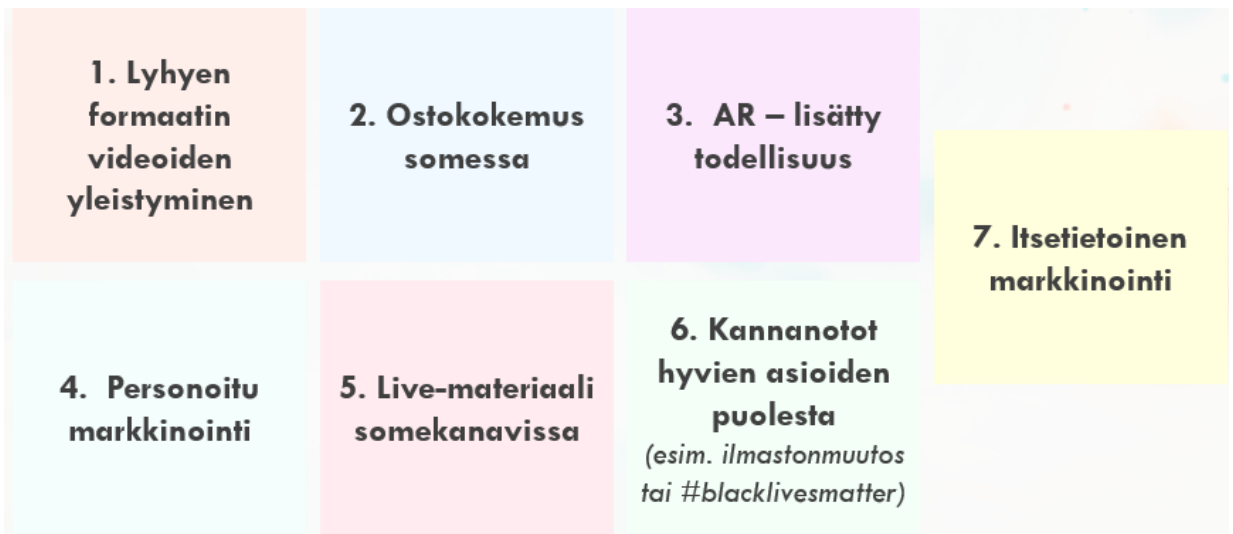 1. Lyhyen
formaatin
videoiden
yleistyminen
2. Ostokokemus
somessa
3. AR – lisätty
todellisuus
4. Personoitu
markkinointi
5. Live-materiaali
somekanavissa
6. Kannanotot
hyvien asioiden
puolesta
(esim. ilmastonmuutos
tai #blacklivesmatter)
7. Itsetietoinen
markkinointi